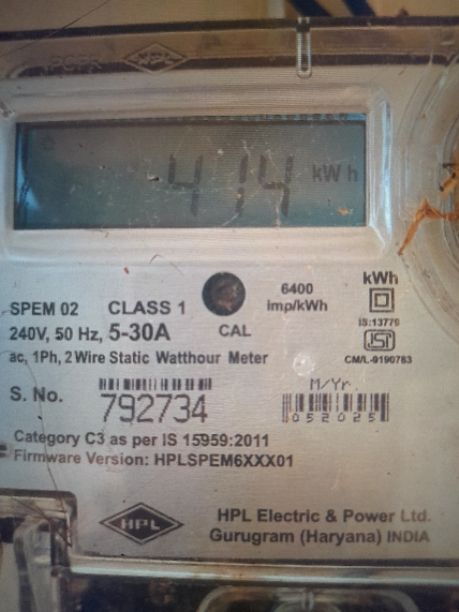 HPL
414 kWh
6400
imp/kWh
kWh
SPEM 02 CLASS 1
240V, 50 Hz, 5-30A
CAL
IS:13779
ISI
ac, 1Ph, 2 Wire Static Watthour Meter
CM/L-9190783
S. No.
792734
M/Yr.
052025
Category C3 as per IS 15959:2011
Firmware Version: HPLSPEM6XXX01
HPL
HPL Electric & Power Ltd.
Gurugram (Haryana) INDIA